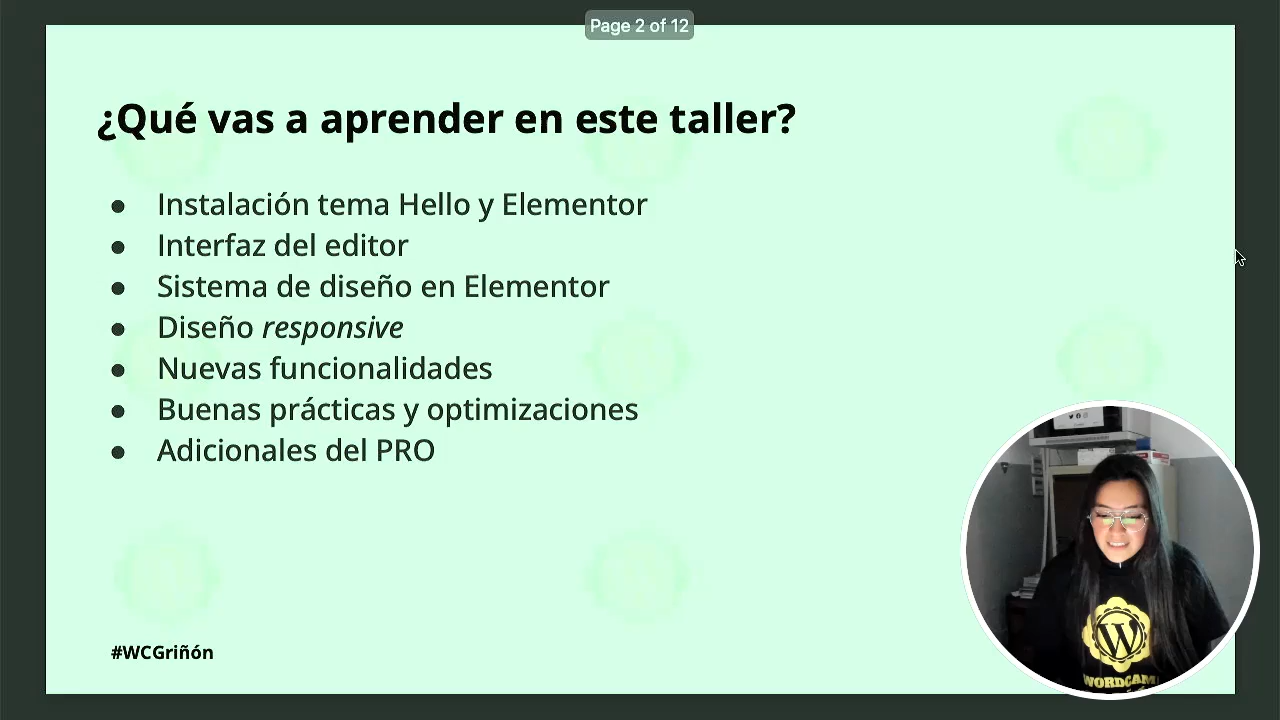 Page 2 of 12
¿Qué vas a aprender en este taller?
● Instalación tema Hello y Elementor
● Interfaz del editor
● Sistema de diseño en Elementor
● Diseño responsive
● Nuevas funcionalidades
● Buenas prácticas y optimizaciones
● Adicionales del PRO
#WCGriñón
WORDCAM